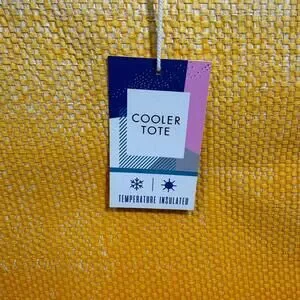 COOLER
TOTE
TEMPERATURE INSULATED